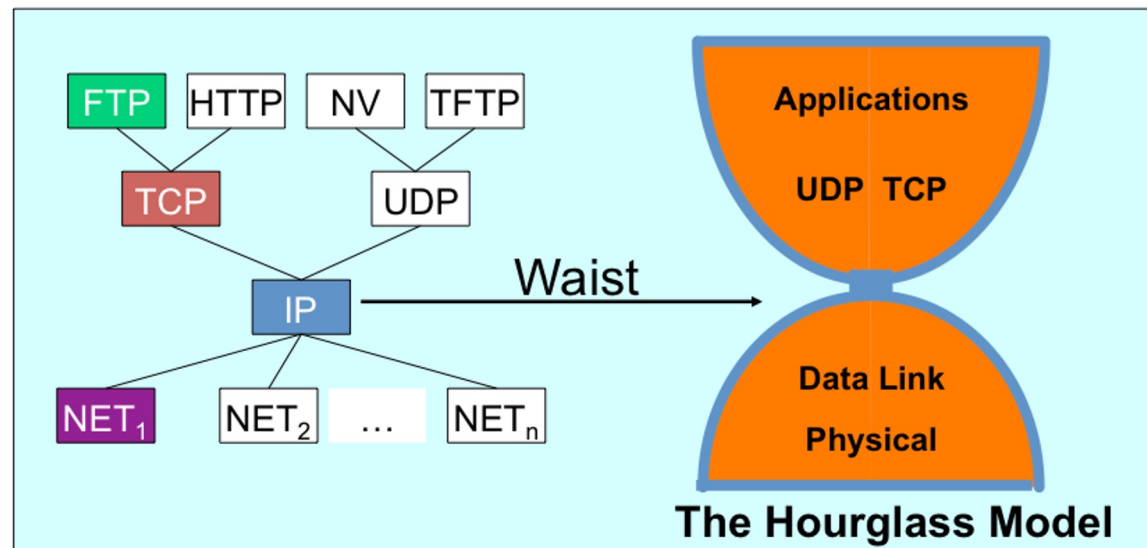 FTP HTTP NV TFTP
Applications
TCP UDP
UDP TCP
IP
Waist
NET₁ NET₂ … NETₙ
Data Link
Physical
The Hourglass Model